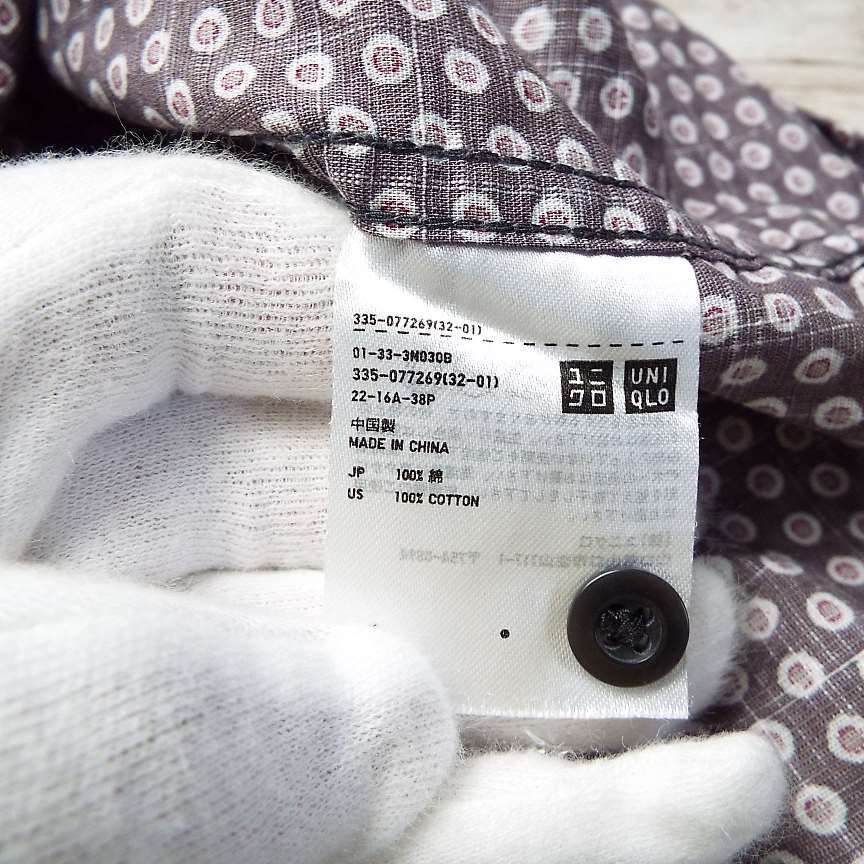 335-077269(32-01)
01-33-3N030B
335-077269(32-01)
22-16A-38P
ユニ
クロ
UNI
QLO
中国製
MADE IN CHINA
JP 100% 綿
US 100% COTTON